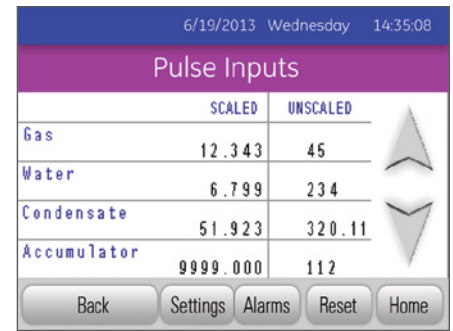 6/19/2013 Wednesday 14:35:08
Pulse Inputs
SCALED UNSCALED
Gas 12.343 45
Water 6.799 234
Condensate 51.923 320.11
Accumulator 9999.000 112
Back Settings Alarms Reset Home